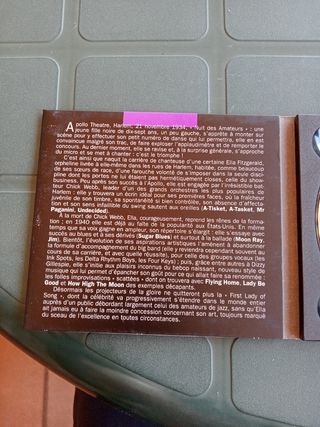 Apollo Theatre, Harlem, 21 novembre 1934, « Nuit des Amateurs » : une
jeune fille noire de dix-sept ans, un peu gauche, s'apprête à monter sur
scène pour y effectuer son petit numéro de danse qui lui permettra, elle en est
convaincue malgré son trac, de faire exploser l'applaudimètre et de remporter le
concours. Au dernier moment, elle se ravise et, à la surprise générale, s'approche
du micro et se met à chanter : c'est le triomphe !
C'est ainsi que naquit la carrière de chanteuse d'une certaine Ella Fitzgerald,
orpheline livrée à elle-même dans les rues de Harlem, habitée, comme beaucoup
de ses sœurs de race, d'une farouche volonté de s'imposer dans la seule disci-
pline dont les portes ne lui étaient pas hermétiquement closes, celle du show-
business. Peu après son succès à l'Apollo, elle est engagée par l'irrésistible bat-
teur Chick Webb, leader d'un des grands orchestres les plus populaires de
Harlem ; elle y trouvera un écrin idéal pour ses premières faces, où la fraîcheur
juvénile de son timbre, sa spontanéité si bien contrôlée, son absence d'affecta-
tion et son sens infaillible du swing sautent aux oreilles (A-Tisket, A-Tasket, Mr
Paganini, Undecided).
A la mort de Chick Webb, Ella, courageusement, reprend les rênes de la forma-
tion ; en 1940 elle est déjà au faîte de la popularité aux États-Unis. En même
temps que sa voix gagne en ampleur, son répertoire s'élargit : elle s'essaye avec
succès au blues et à ses dérivés (Sugar Blues) et surtout à la ballade (Moon Ray,
Jim). Bientôt, l'évolution de ses aspirations artistiques l'amènent à abandonner
la formule d'accompagnement du big band (elle y reviendra cependant souvent au
cours de sa carrière, et avec quelle réussite), pour celle des groupes vocaux (les
Ink Spots, les Delta Rhythm Boys, les Four Keys) ; puis, grâce entre autres à Dizzy
Gillespie, elle s'initie aux plaisirs inconnus du bebop naissant, nouveau style de
musique qui lui permet d'épancher son goût pour ce qui allait faire sa renommée :
les folles improvisations « scattées » dont on trouvera avec Flying Home, Lady Be
Good et How High The Moon des exemples décapants.
Désormais les projecteurs de la gloire ne quitteront plus la « First Lady of
Song », dont la célébrité va progressivement s'étendre dans le monde entier
auprès d'un public débordant largement celui des amateurs de jazz, sans qu'Ella
ait jamais eu à faire la moindre concession concernant son art, toujours marqué
du sceau de l'excellence en toutes circonstances.